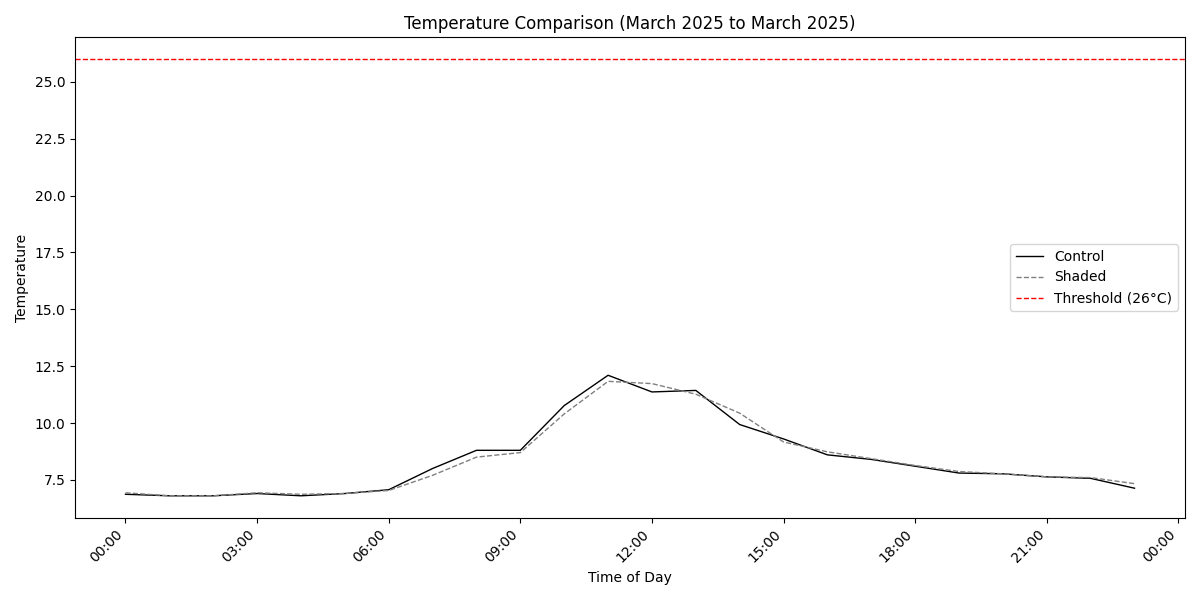 Temperature Comparison (March 2025 to March 2025)
Temperature
25.0
22.5
20.0
17.5
15.0
12.5
10.0
7.5
Control
Shaded
Threshold (26°C)
00:00
03:00
06:00
09:00
12:00
15:00
18:00
21:00
00:00
Time of Day